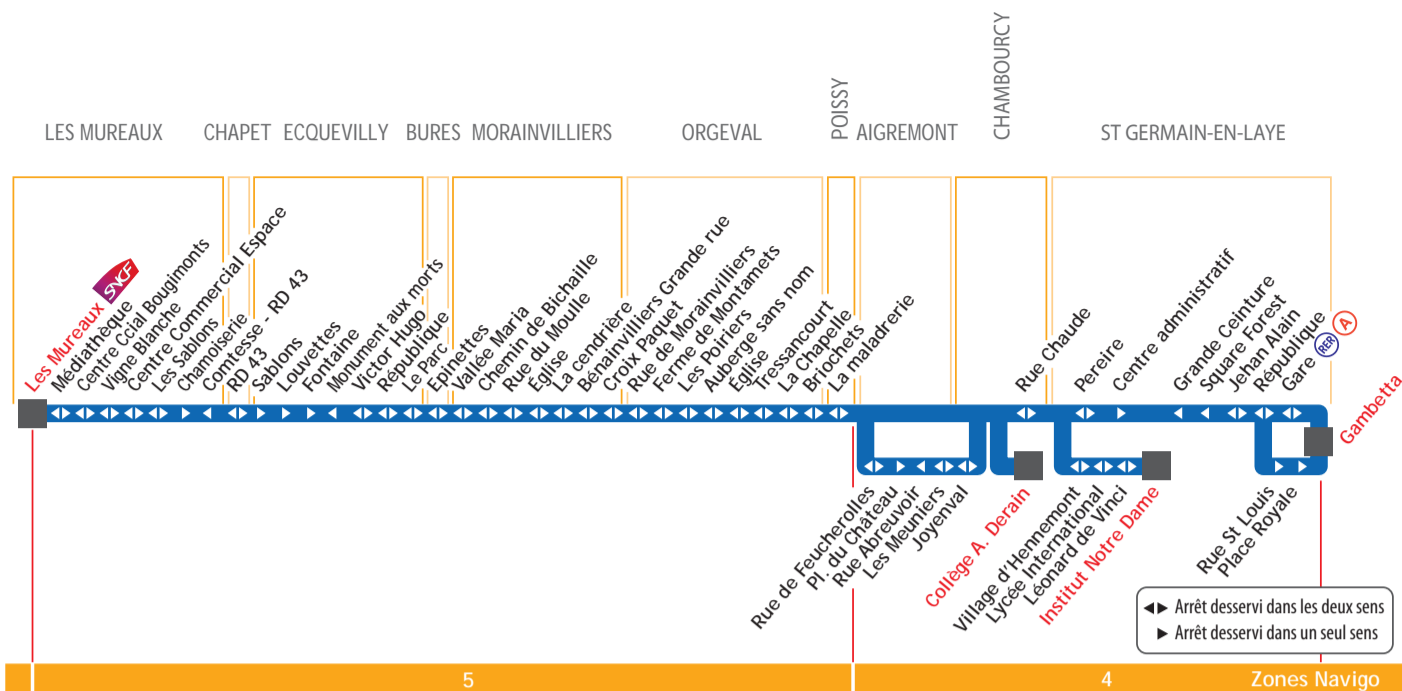 LES MUREAUX
CHAPET
ECQUEVILLY
BURES
MORAINVILLIERS
ORGEVAL
POISSY
AIGREMONT
CHAMBOURCY
ST GERMAIN-EN-LAYE
Les Mureaux SNCF
Médiathèque
Centre Ccial Bougimonts
Vigne Blanche
Centre Commercial Espace
Les Sablons
Chamoiserie
Comtesse - RD 43
RD 43
Sablons
Louvettes
Fontaine
Monument aux morts
Victor Hugo
République
Le Parc
Epinettes
Vallée Maria
Chemin de Bichaille
Rue du Moulle
Église
La cendrière
Bénainvilliers Grande rue
Croix Paquet
Rue de Morainvilliers
Ferme de Montamets
Les Poiriers
Auberge sans nom
Église
Tressancourt
La Chapelle
Briochets
La maladrerie
Rue Chaude
Pereire
Centre administratif
Grande Ceinture
Square Forest
Jehan Alain
République
Gare RER A
Gambetta
Rue de Feucherolles
Pl. du Château
Rue Abreuvoir
Les Meuniers
Joyenval
Collège A. Derain
Village d'Hennemont
Lycée International
Léonard de Vinci
Institut Notre Dame
Rue St Louis
Place Royale
Arrêt desservi dans les deux sens
Arrêt desservi dans un seul sens
5
4
Zones Navigo